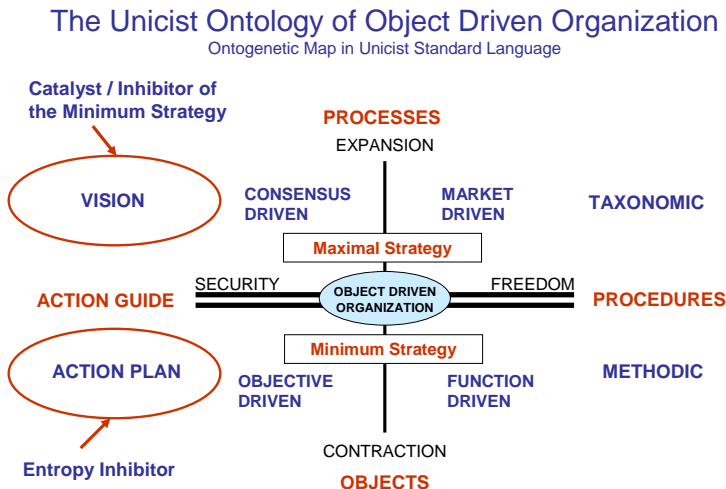 The Unicist Ontology of Object Driven Organization
Ontogenetic Map in Unicist Standard Language
Catalyst / Inhibitor of
the Minimum Strategy
PROCESSES
EXPANSION
VISION
CONSENSUS
DRIVEN
MARKET
DRIVEN
TAXONOMIC
Maximal Strategy
SECURITY
FREEDOM
ACTION GUIDE
OBJECT DRIVEN
ORGANIZATION
PROCEDURES
Minimum Strategy
ACTION PLAN
OBJECTIVE
DRIVEN
FUNCTION
DRIVEN
METHODIC
CONTRACTION
Entropy Inhibitor
OBJECTS